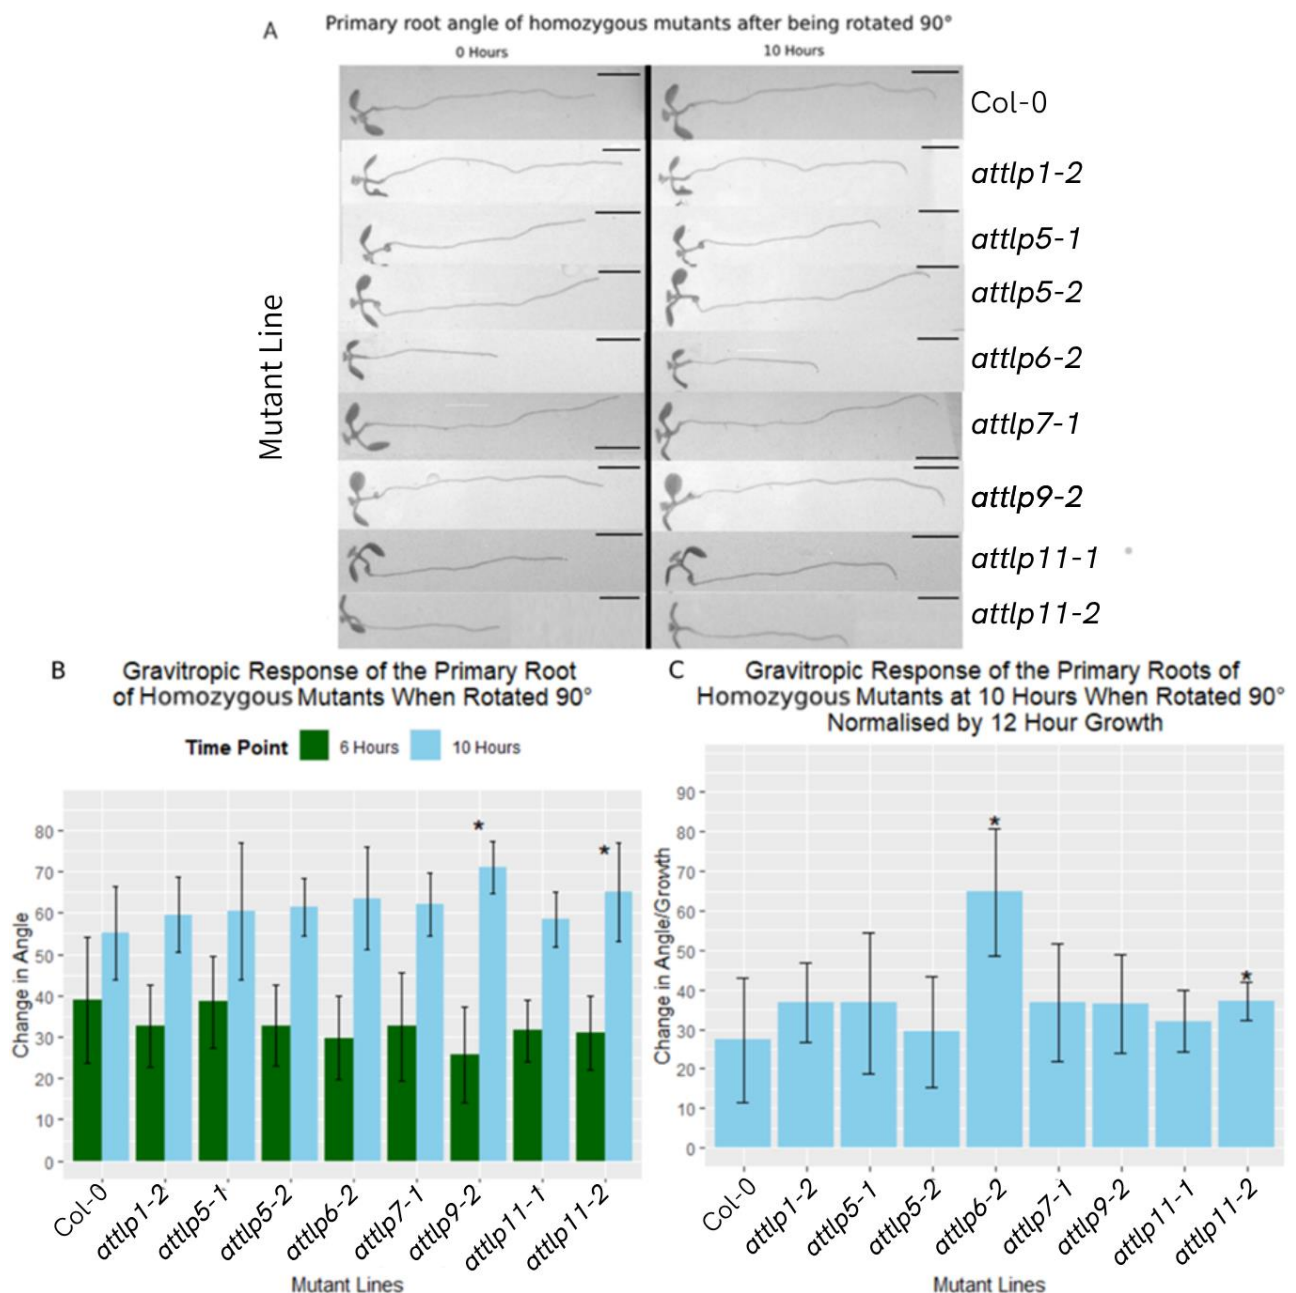 A
Primary root angle of homozygous mutants after being rotated 90°
0 Hours
10 Hours
Mutant Line
Col-0
attlp1-2
attlp5-1
attlp5-2
attlp6-2
attlp7-1
attlp9-2
attlp11-1
attlp11-2
B
Gravitropic Response of the Primary Root
of Homozygous Mutants When Rotated 90°
Time Point
6 Hours
10 Hours
Change in Angle
80
70
60
50
40
30
20
10
0
*
*
Col-0
attlp1-2
attlp5-1
attlp5-2
attlp6-2
attlp7-1
attlp9-2
attlp11-1
attlp11-2
Mutant Lines
C
Gravitropic Response of the Primary Roots of
Homozygous Mutants at 10 Hours When Rotated 90°
Normalised by 12 Hour Growth
Change in Angle/Growth
90
80
70
60
50
40
30
20
10
0
*
*
Col-0
attlp1-2
attlp5-1
attlp5-2
attlp6-2
attlp7-1
attlp9-2
attlp11-1
attlp11-2
Mutant Lines